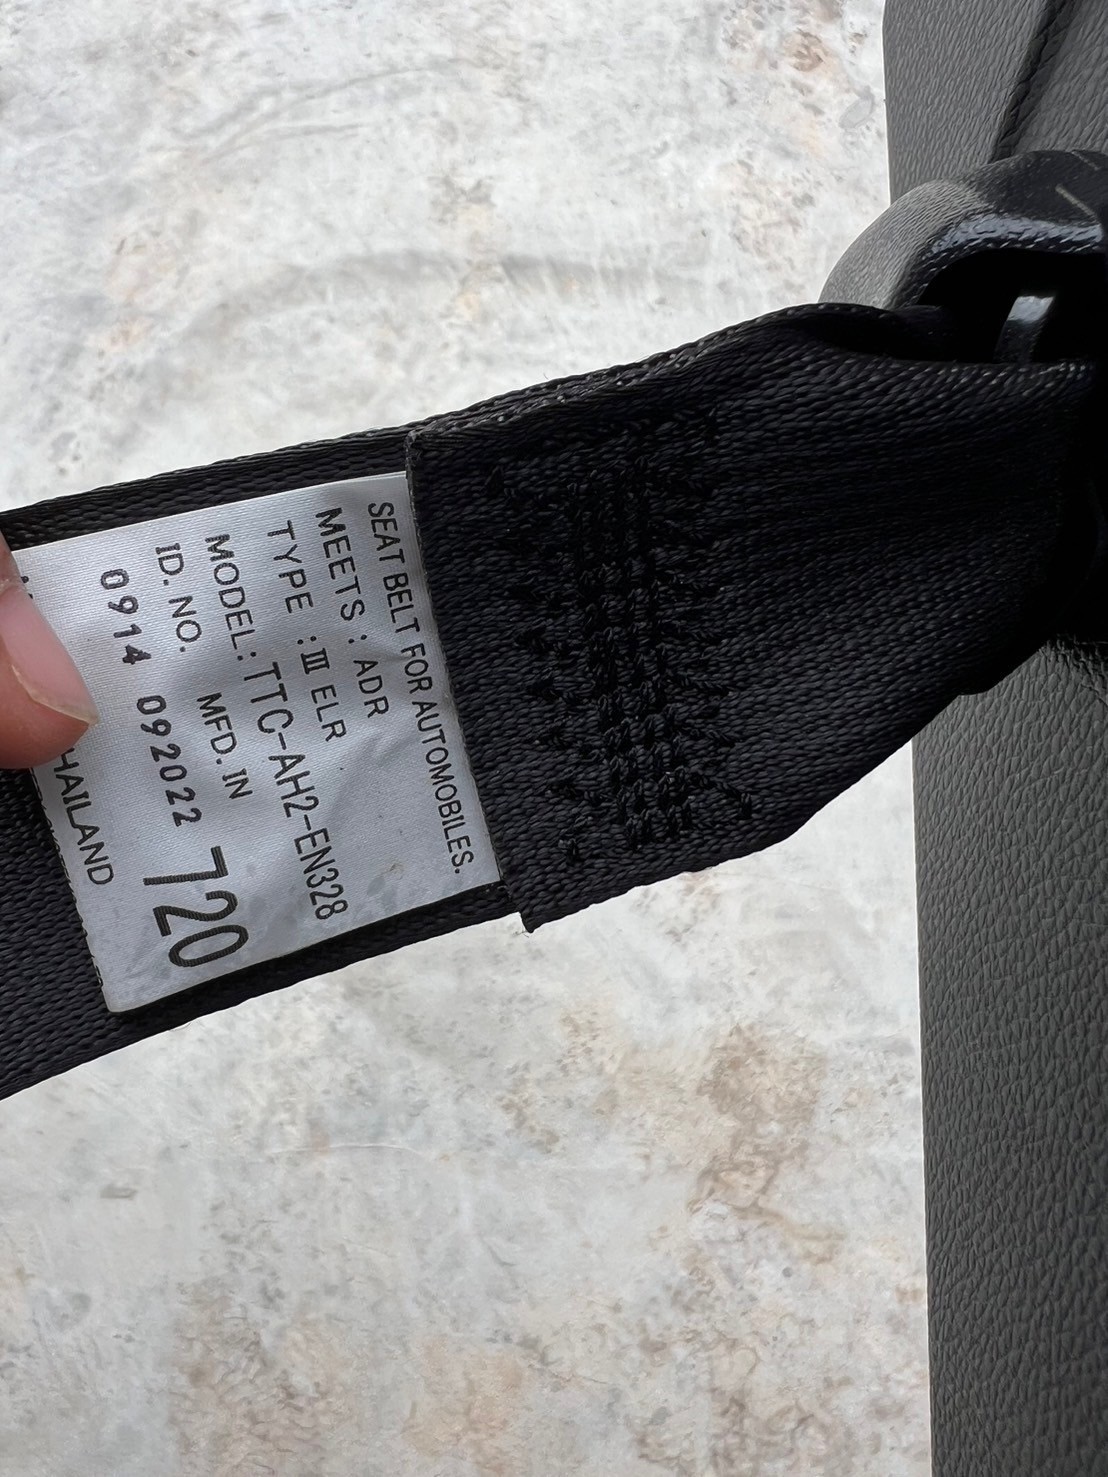 SEAT BELT FOR AUTOMOBILES.
MEETS : ADR
TYPE : Ⅲ ELR
MODEL : TTC-AH2-EN328
ID. NO. MFD. IN
0914 092022 720
HAILAND